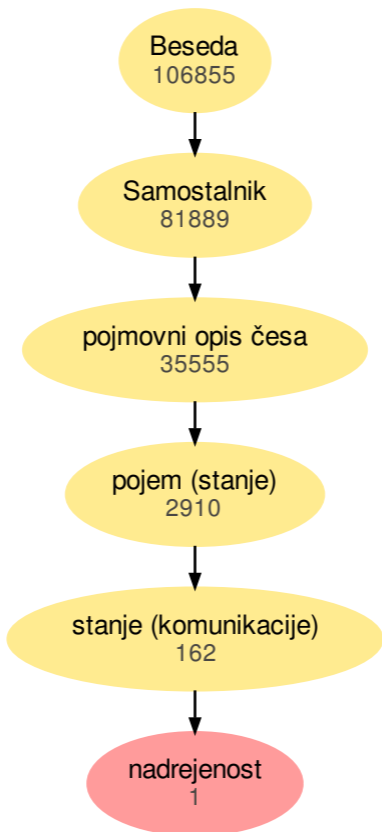 Beseda
106855
Samostalnik
81889
pojmovni opis česa
35555
pojem (stanje)
2910
stanje (komunikacije)
162
nadrejenost
1